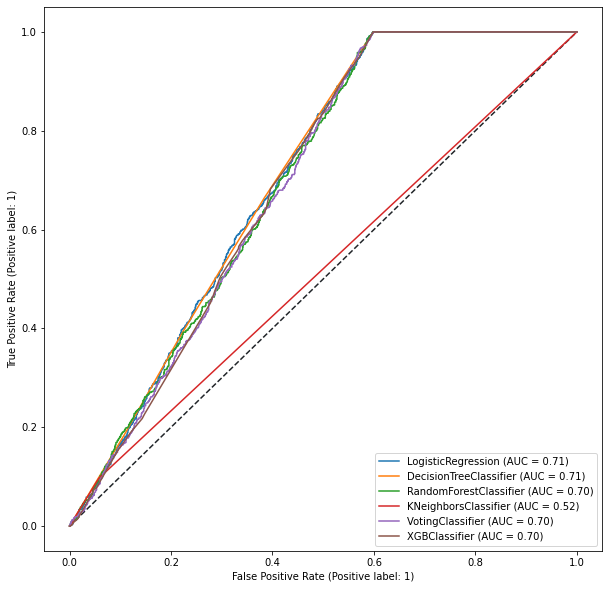 1.0
0.8
0.6
0.4
0.2
0.0
True Positive Rate (Positive label: 1)
LogisticRegression (AUC = 0.71)
DecisionTreeClassifier (AUC = 0.71)
RandomForestClassifier (AUC = 0.70)
KNeighborsClassifier (AUC = 0.52)
VotingClassifier (AUC = 0.70)
XGBClassifier (AUC = 0.70)
0.0 0.2 0.4 0.6 0.8 1.0
False Positive Rate (Positive label: 1)